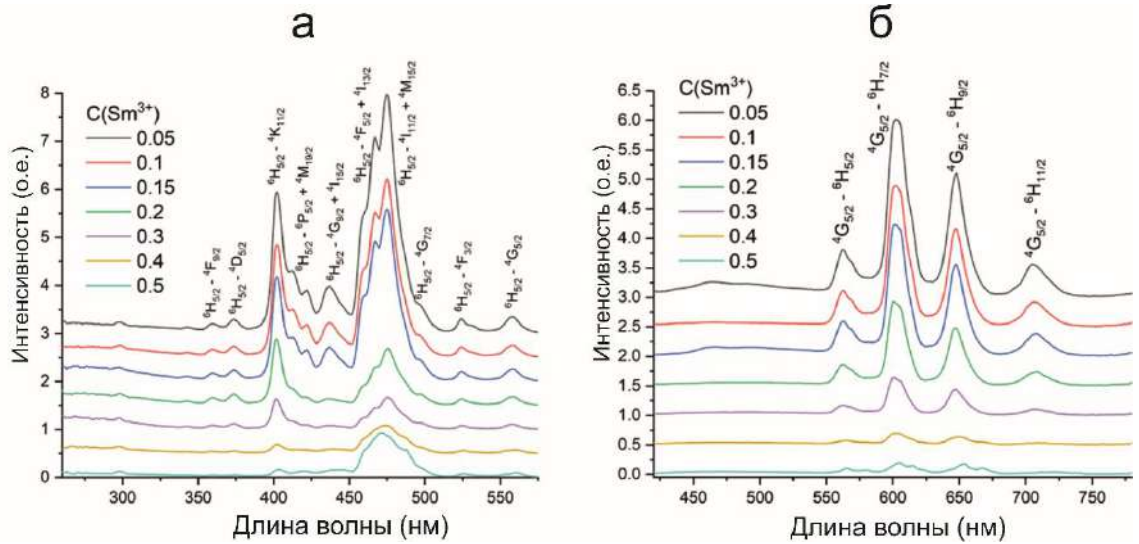 а
Интенсивность (о.е.)
8
7
6
5
4
3
2
1
0
C(Sm³⁺)
0.05
0.1
0.15
0.2
0.3
0.4
0.5
⁶H₅/₂ - ⁴F₉/₂
⁶H₅/₂ - ⁴D₅/₂
⁶H₅/₂ - ⁴K₁₁/₂
⁶H₅/₂ - ⁶P₅/₂ + ⁴M₁₉/₂
⁶H₅/₂ - ⁴G₉/₂ + ⁴I₁₅/₂
⁶H₅/₂ - ⁴F₅/₂ + ⁴I₁₃/₂
⁶H₅/₂ - ⁴I₁₁/₂ + ⁴M₁₅/₂
⁶H₅/₂ - ⁴G₇/₂
⁶H₅/₂ - ⁴F₃/₂
⁶H₅/₂ - ⁴G₅/₂
300 350 400 450 500 550
Длина волны (нм)
б
Интенсивность (о.е.)
6.5
6.0
5.5
5.0
4.5
4.0
3.5
3.0
2.5
2.0
1.5
1.0
0.5
0.0
C(Sm³⁺)
0.05
0.1
0.15
0.2
0.3
0.4
0.5
⁴G₅/₂ - ⁶H₅/₂
⁴G₅/₂ - ⁶H₇/₂
⁴G₅/₂ - ⁶H₉/₂
⁴G₅/₂ - ⁶H₁₁/₂
450 500 550 600 650 700 750
Длина волны (нм)